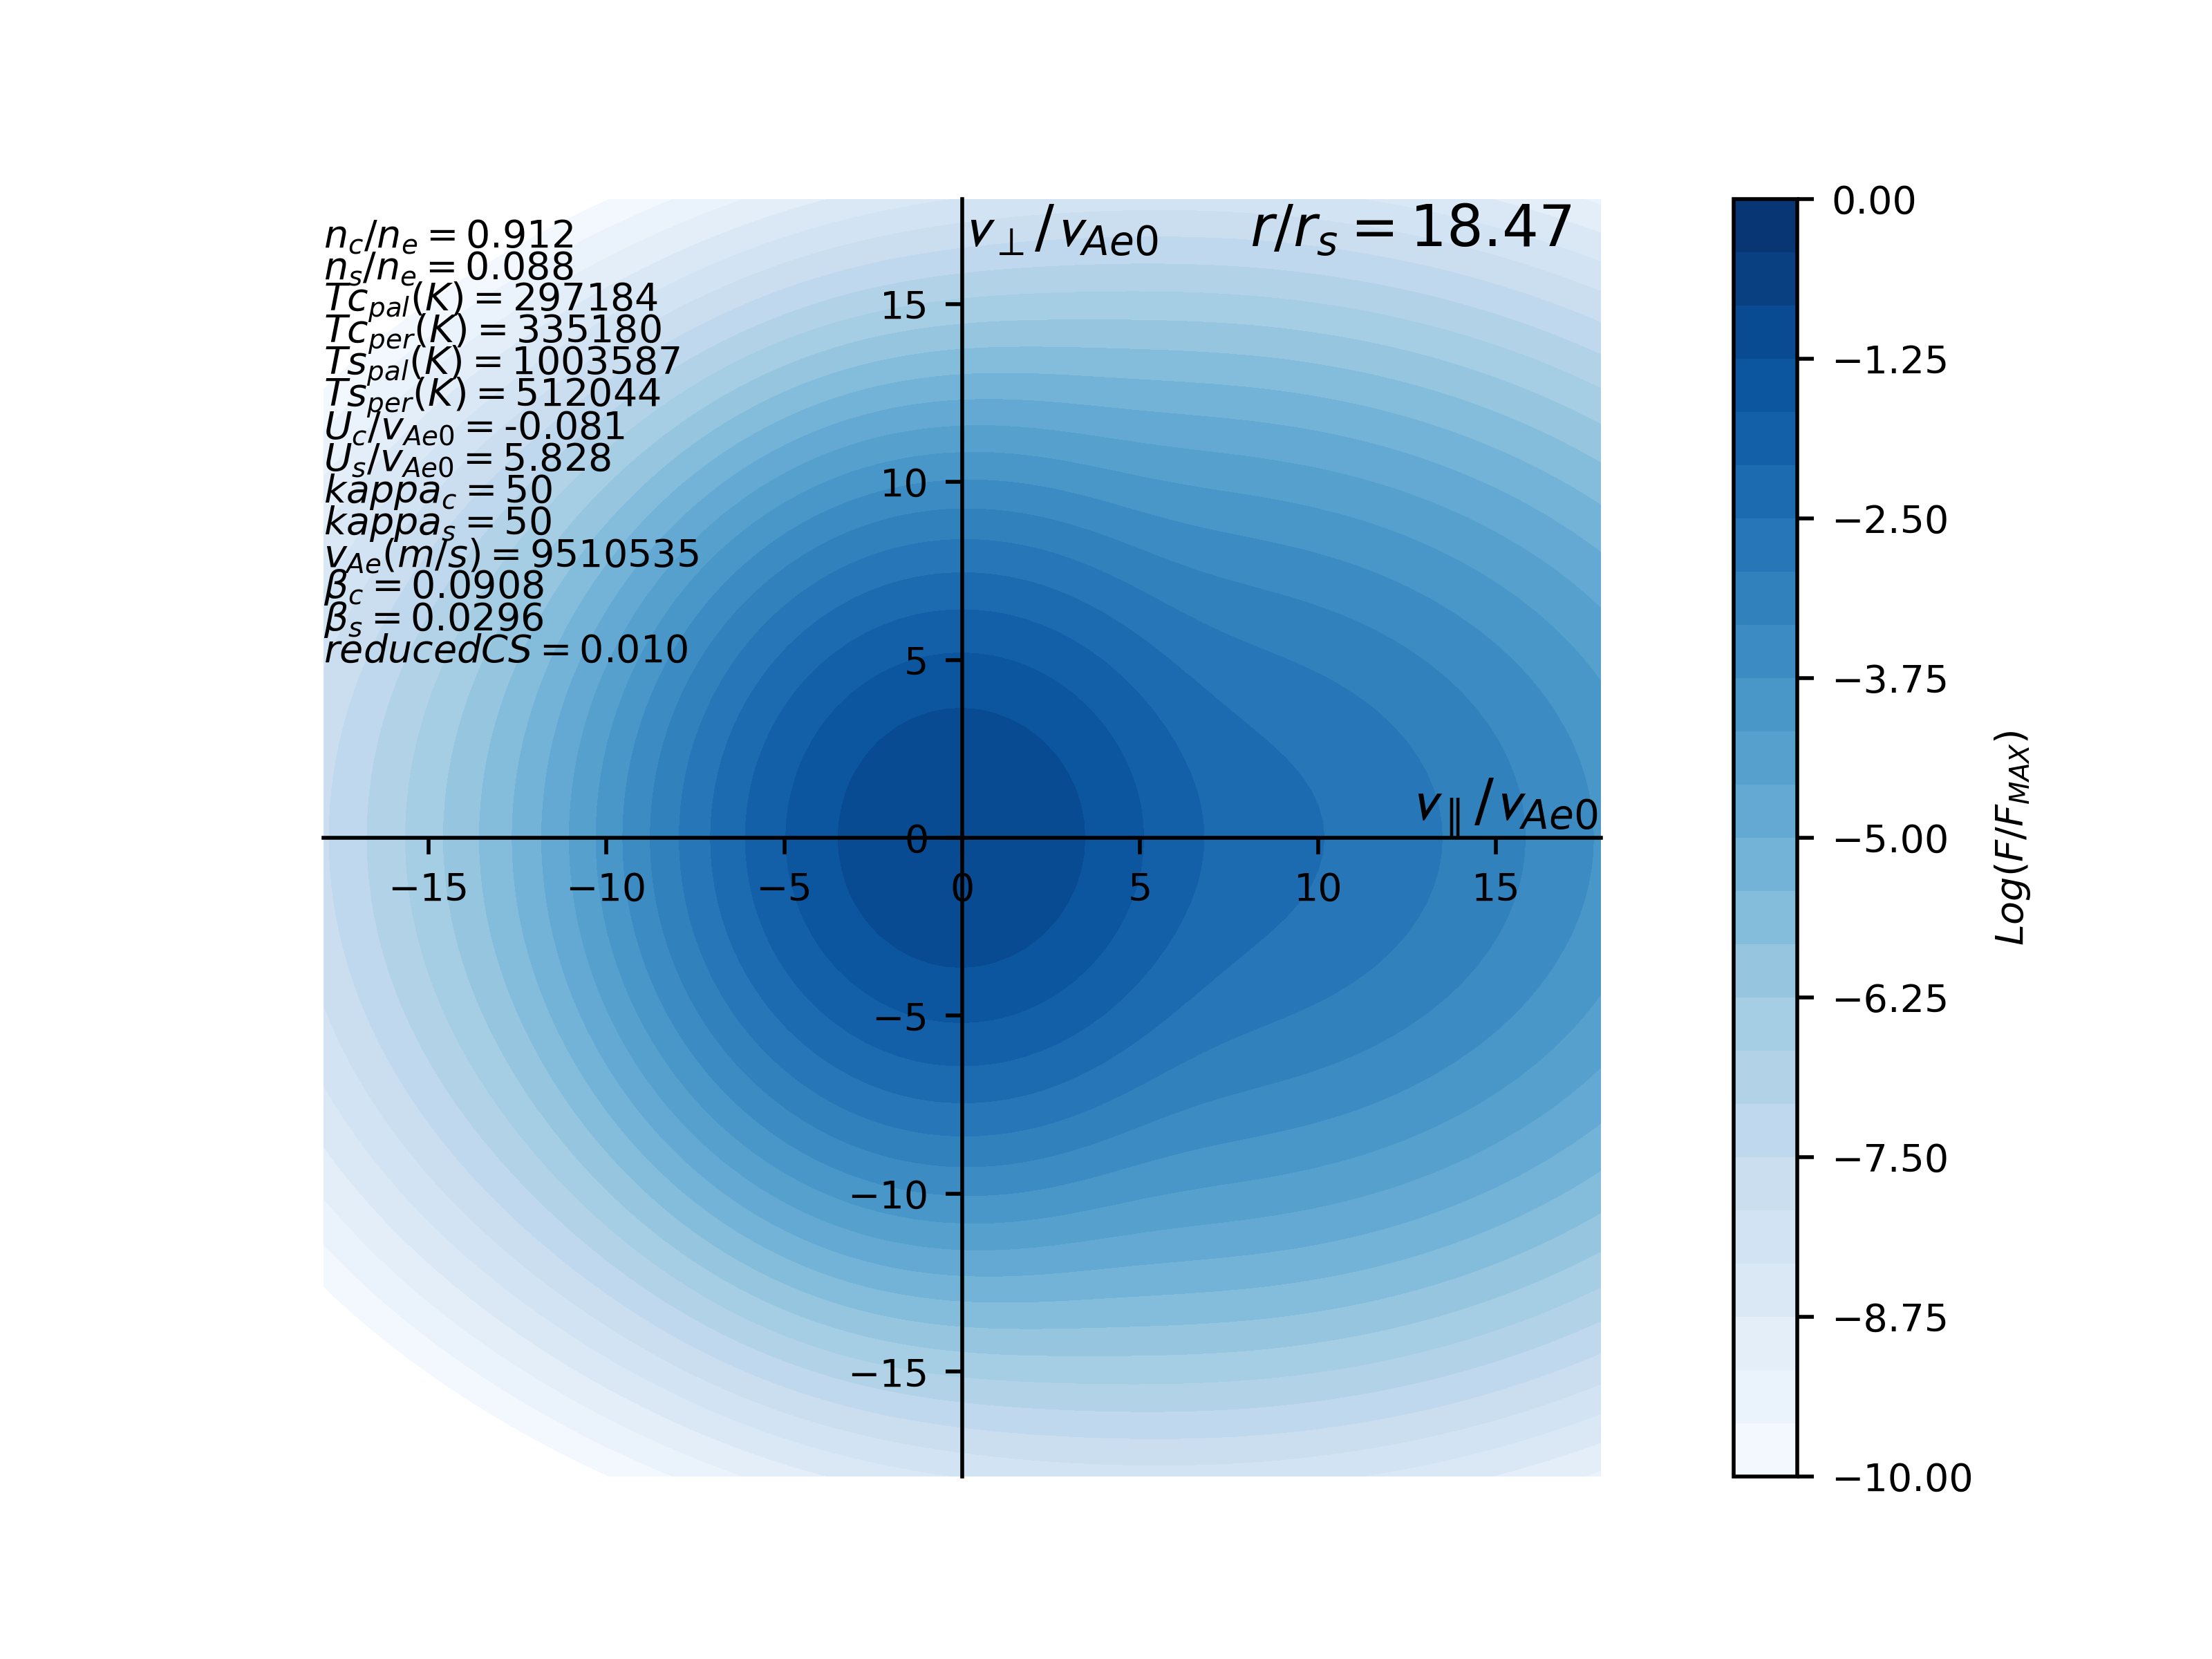 n_c/n_e = 0.912
n_s/n_e = 0.088
Tc_pal(K) = 297184
Tc_per(K) = 335180
Ts_pal(K) = 1003587
Ts_per(K) = 512044
U_c/v_Ae0 = -0.081
U_s/v_Ae0 = 5.828
kappa_c = 50
kappa_s = 50
v_Ae(m/s) = 9510535
β_c = 0.0908
β_s = 0.0296
reducedCS = 0.010
v_⊥/v_Ae0
r/r_s = 18.47
15
10
5
0
−5
−10
−15
v_∥/v_Ae0
−15 −10 −5 0 5 10 15
0.00
−1.25
−2.50
−3.75
−5.00
−6.25
−7.50
−8.75
−10.00
Log(F/F_MAX)